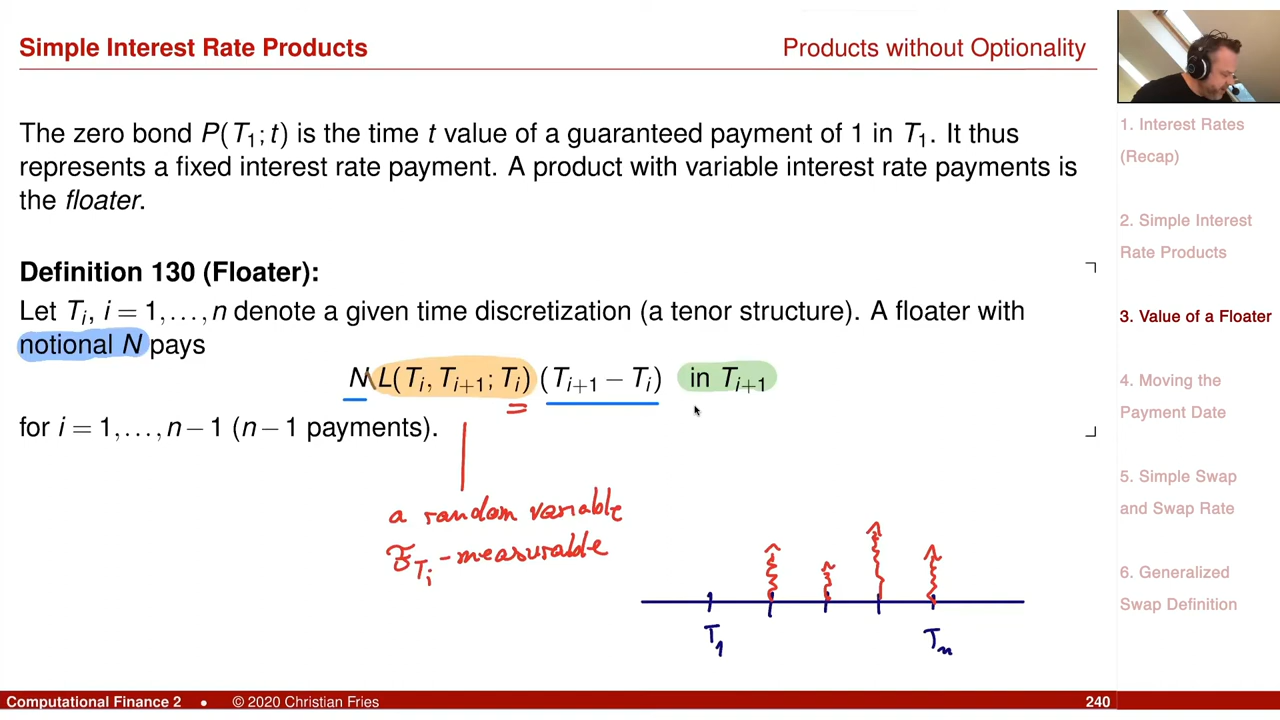 Simple Interest Rate Products
Products without Optionality
The zero bond P(T₁; t) is the time t value of a guaranteed payment of 1 in T₁. It thus
represents a fixed interest rate payment. A product with variable interest rate payments is
the floater.
Definition 130 (Floater):
Let Tᵢ, i = 1,...,n denote a given time discretization (a tenor structure). A floater with
notional N pays
N L(Tᵢ, Tᵢ₊₁; Tᵢ) (Tᵢ₊₁ − Tᵢ) in Tᵢ₊₁
for i = 1,...,n − 1 (n − 1 payments).
a random variable
ℱ_Tᵢ - measurable
T₁
Tₙ
1. Interest Rates
(Recap)
2. Simple Interest
Rate Products
3. Value of a Floater
4. Moving the
Payment Date
5. Simple Swap
and Swap Rate
6. Generalized
Swap Definition
Computational Finance 2 • © 2020 Christian Fries
240